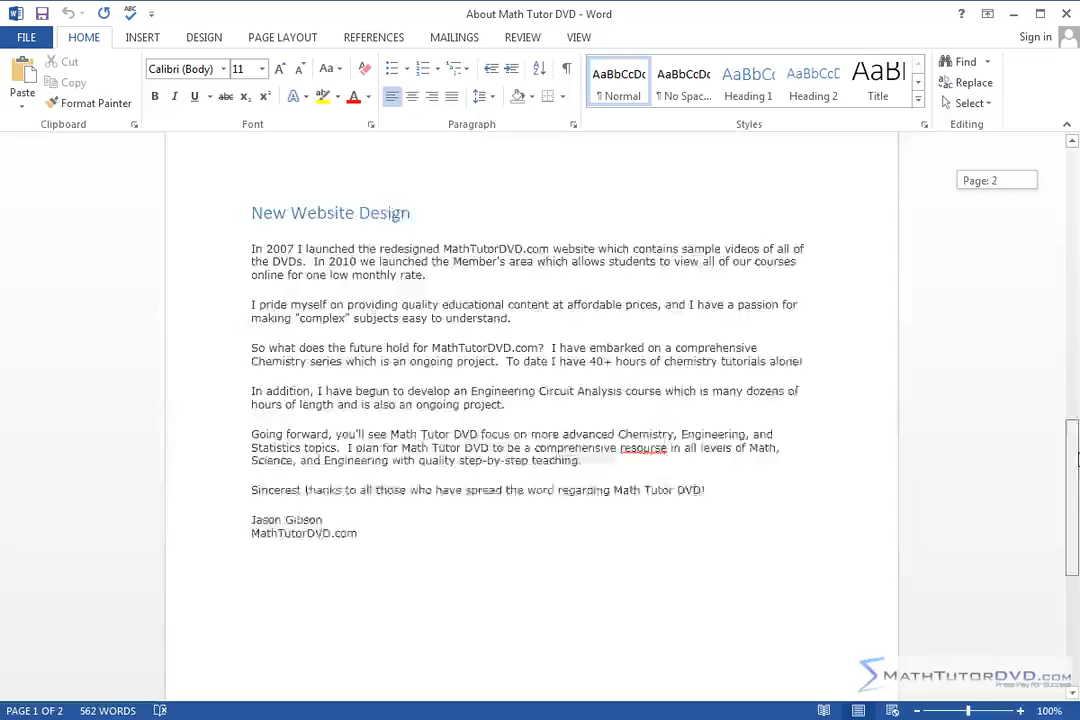 About Math Tutor DVD - Word
FILE HOME INSERT DESIGN PAGE LAYOUT REFERENCES MAILINGS REVIEW VIEW Sign in
Paste
Cut
Copy
Format Painter
Clipboard
Calibri (Body) 11
Font
Paragraph
AaBbCcDc AaBbCcDc AaBbCc AaBbCcD AaBl
¶ Normal ¶ No Spac... Heading 1 Heading 2 Title
Styles
Find
Replace
Select
Editing
Page: 2
New Website Design
In 2007 I launched the redesigned MathTutorDVD.com website which contains sample videos of all of
the DVDs. In 2010 we launched the Member's area which allows students to view all of our courses
online for one low monthly rate.
I pride myself on providing quality educational content at affordable prices, and I have a passion for
making "complex" subjects easy to understand.
So what does the future hold for MathTutorDVD.com? I have embarked on a comprehensive
Chemistry series which is an ongoing project. To date I have 40+ hours of chemistry tutorials alone!
In addition, I have begun to develop an Engineering Circuit Analysis course which is many dozens of
hours of length and is also an ongoing project.
Going forward, you'll see Math Tutor DVD focus on more advanced Chemistry, Engineering, and
Statistics topics. I plan for Math Tutor DVD to be a comprehensive resourse in all levels of Math,
Science, and Engineering with quality step-by-step teaching.
Sincerest thanks to all those who have spread the word regarding Math Tutor DVD!
Jason Gibson
MathTutorDVD.com
MATHTUTORDVD.COM
Press Play For Success
PAGE 1 OF 2 562 WORDS 100%